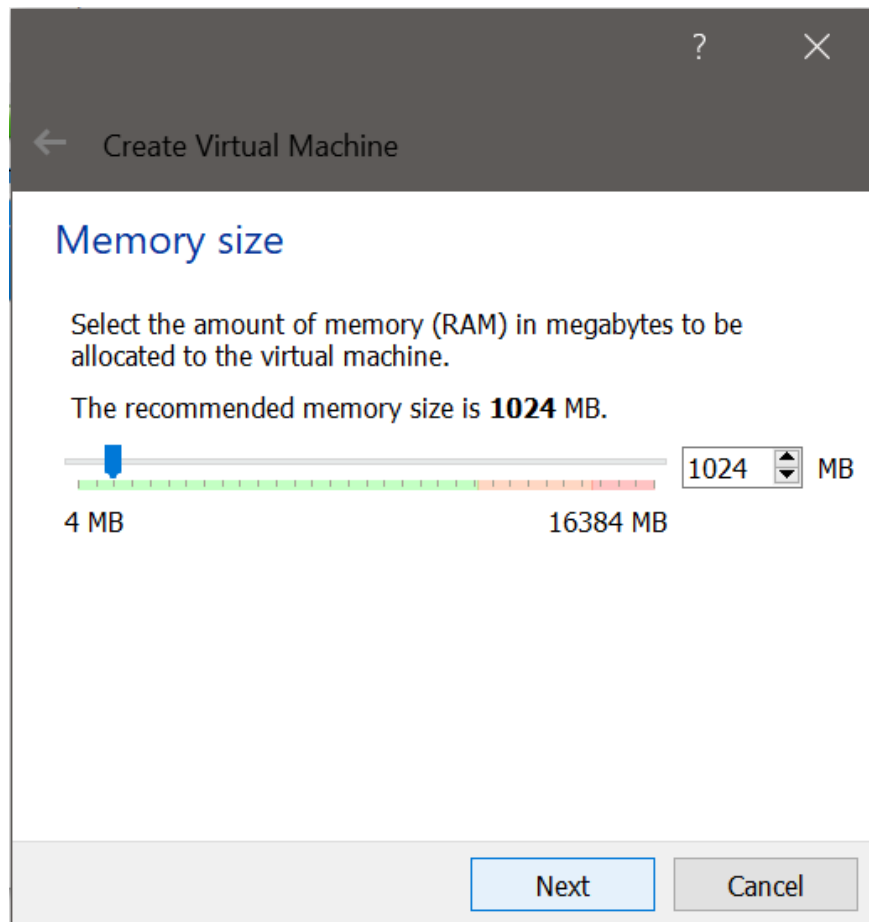 ?
Create Virtual Machine
Memory size
Select the amount of memory (RAM) in megabytes to be
allocated to the virtual machine.
The recommended memory size is 1024 MB.
1024 MB
4 MB 16384 MB
Next Cancel